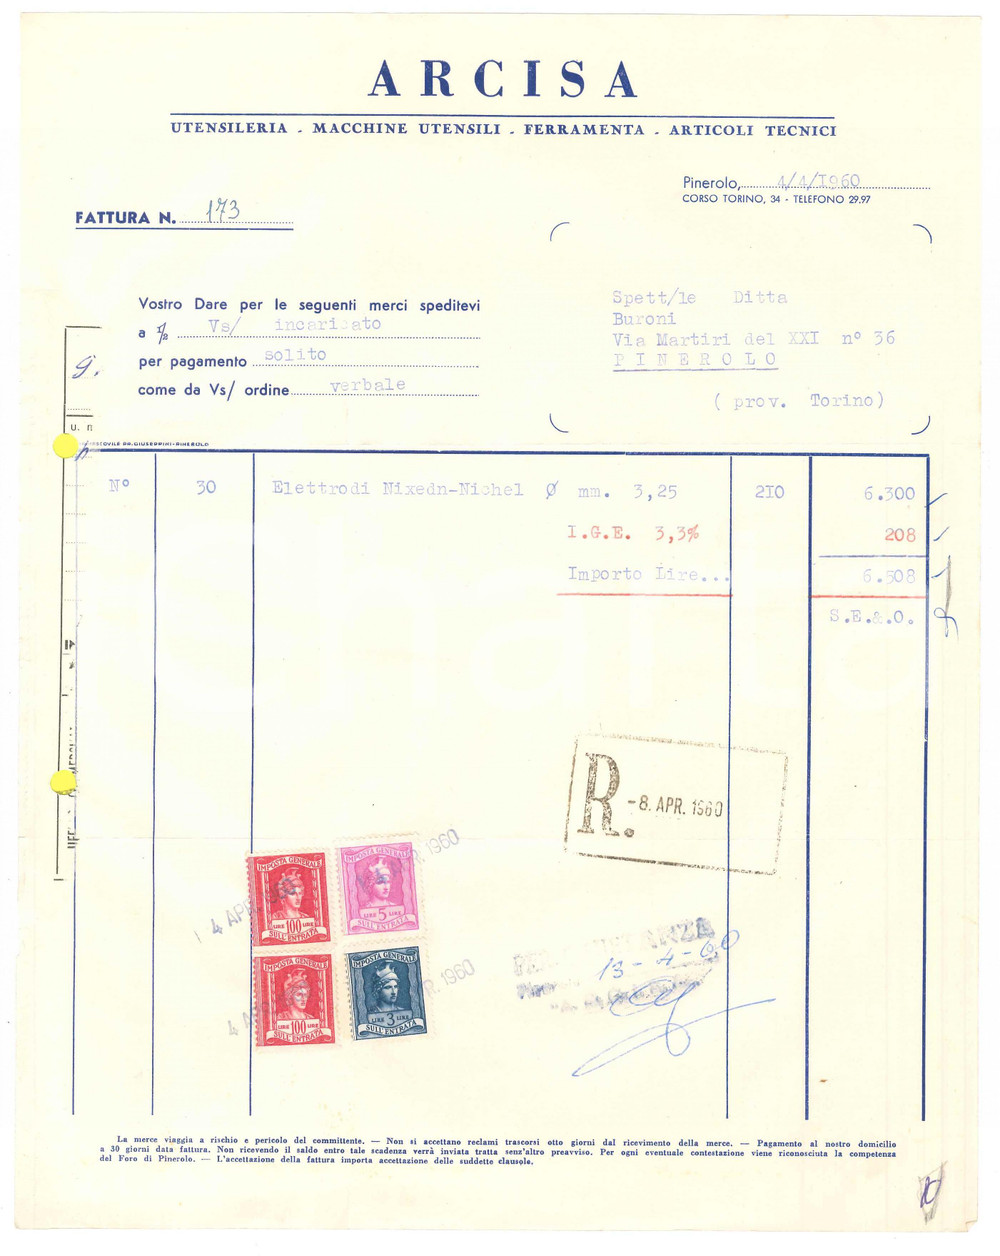 ARCISA
UTENSILERIA - MACCHINE UTENSILI - FERRAMENTA - ARTICOLI TECNICI
Pinerolo, 4/4/1960
CORSO TORINO, 34 - TELEFONO 29.97
FATTURA N. 173
Vostro Dare per le seguenti merci speditevi
a ½ Vs/ incaricato
per pagamento solito
come da Vs/ ordine verbale
Spett/le Ditta
Buroni
Via Martiri del XXI n° 36
PINEROLO
( prov. Torino)
g.
N° 30 Elettrodi Nixedn-Nichel Ø mm. 3,25 210 6.300
I.G.E. 3,3% 208
Importo Lire... 6.508
S.E.&.O.
R. -8. APR. 1960
4 APR. 1960
IMPOSTA GENERALE
LIRE 100 LIRE
SULL'ENTRATA
IMPOSTA GENERALE
LIRE 5 LIRE
SULL'ENTRATA
IMPOSTA GENERALE
LIRE 100 LIRE
SULL'ENTRATA
IMPOSTA GENERALE
LIRE 3 LIRE
SULL'ENTRATA
13-4-60
La merce viaggia a rischio e pericolo del committente. — Non si accettano reclami trascorsi otto giorni dal ricevimento della merce. — Pagamento al nostro domicilio
a 30 giorni data fattura. Non ricevendo il saldo entro tale scadenza verrà inviata tratta senz'altro preavviso. Per ogni eventuale contestazione viene riconosciuta la competenza
del Foro di Pinerolo. — L'accettazione della fattura importa accettazione delle suddette clausole.